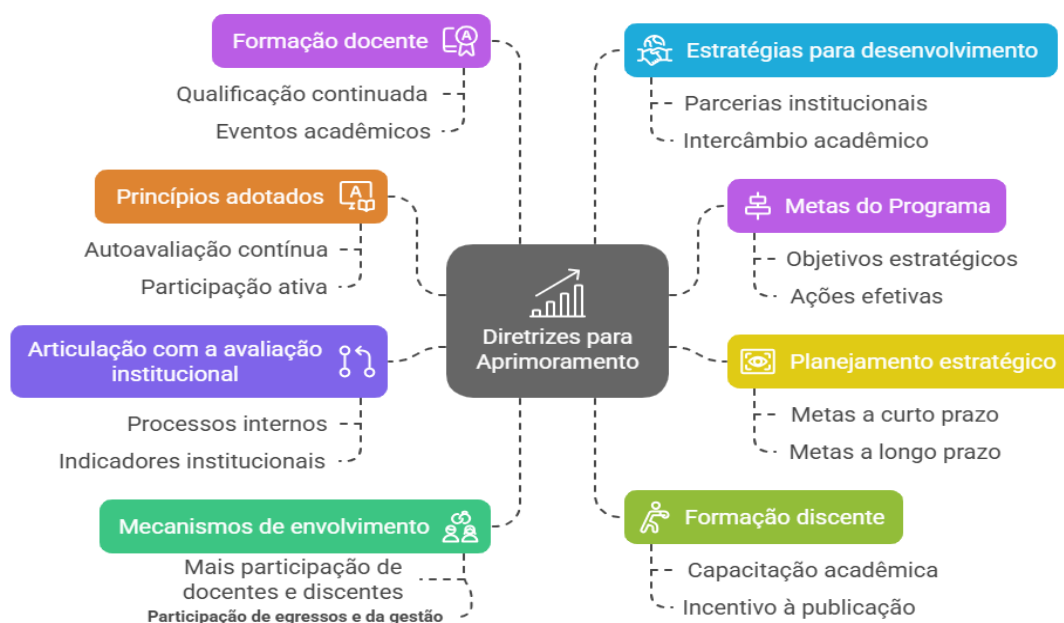 Formação docente
Qualificação continuada
Eventos acadêmicos
Princípios adotados
Autoavaliação contínua
Participação ativa
Articulação com a avaliação
institucional
Processos internos
Indicadores institucionais
Mecanismos de envolvimento
Mais participação de
docentes e discentes
Participação de egressos e da gestão
Diretrizes para
Aprimoramento
Estratégias para desenvolvimento
Parcerias institucionais
Intercâmbio acadêmico
Metas do Programa
Objetivos estratégicos
Ações efetivas
Planejamento estratégico
Metas a curto prazo
Metas a longo prazo
Formação discente
Capacitação acadêmica
Incentivo à publicação